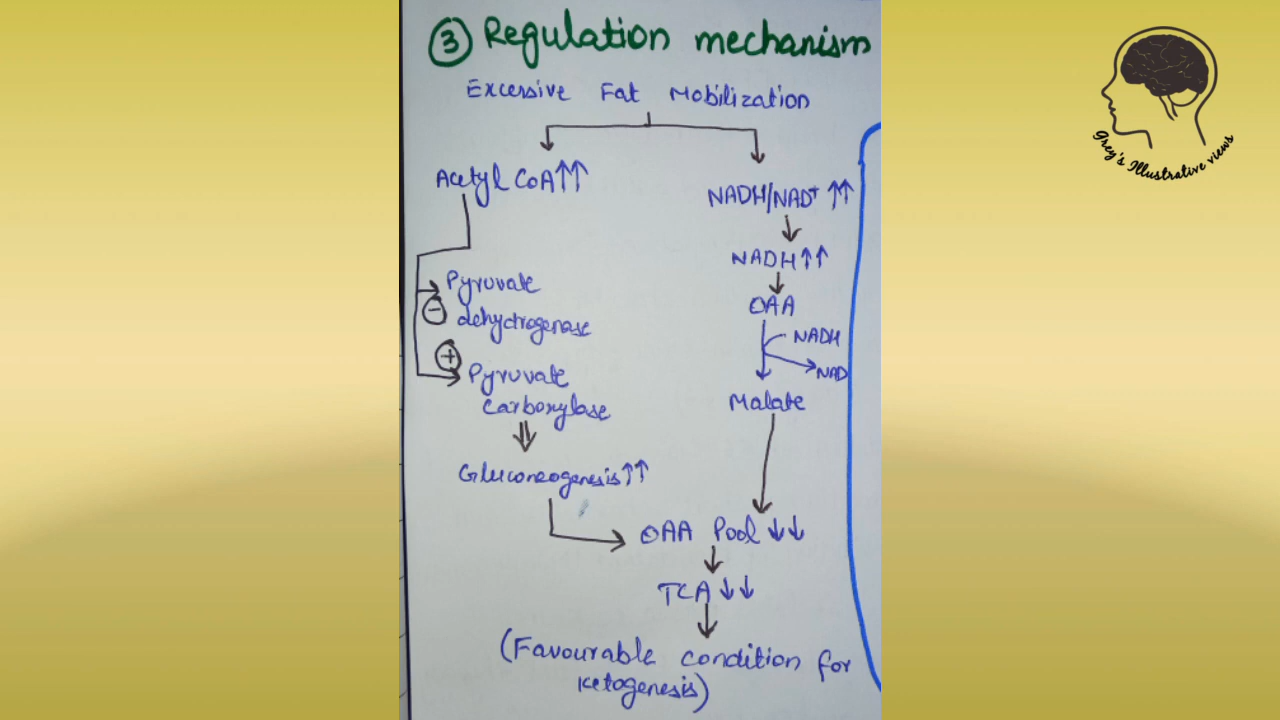 ③ Regulation mechanism
Excessive Fat Mobilization
Acetyl CoA↑↑
NADH/NAD⁺ ↑↑
NADH↑↑
Pyruvate
⊖ dehydrogenase
OAA
NADH
NAD
⊕ Pyruvate
carboxylase
Malate
Gluconeogenesis↑↑
OAA Pool ↓↓
TCA ↓↓
(Favourable condition for
ketogenesis)
Grey's Illustrative views